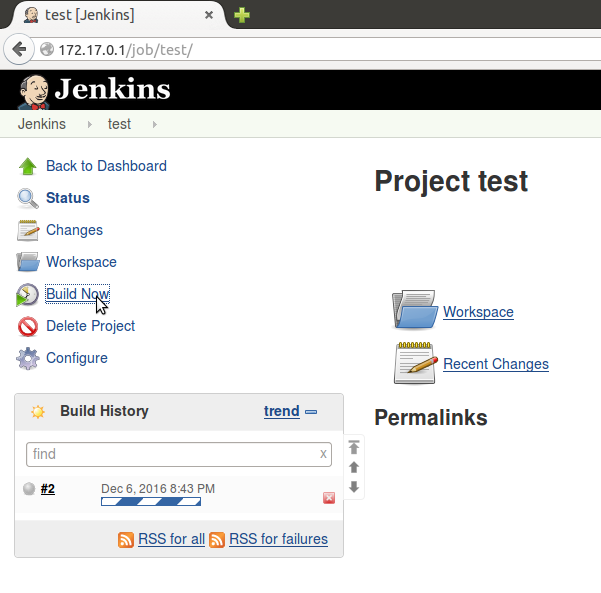 test [Jenkins]
172.17.0.1/job/test/
Jenkins
Jenkins test
Back to Dashboard
Status
Changes
Workspace
Build Now
Delete Project
Configure
Project test
Workspace
Recent Changes
Permalinks
Build History trend
find x
#2 Dec 6, 2016 8:43 PM
RSS for all RSS for failures